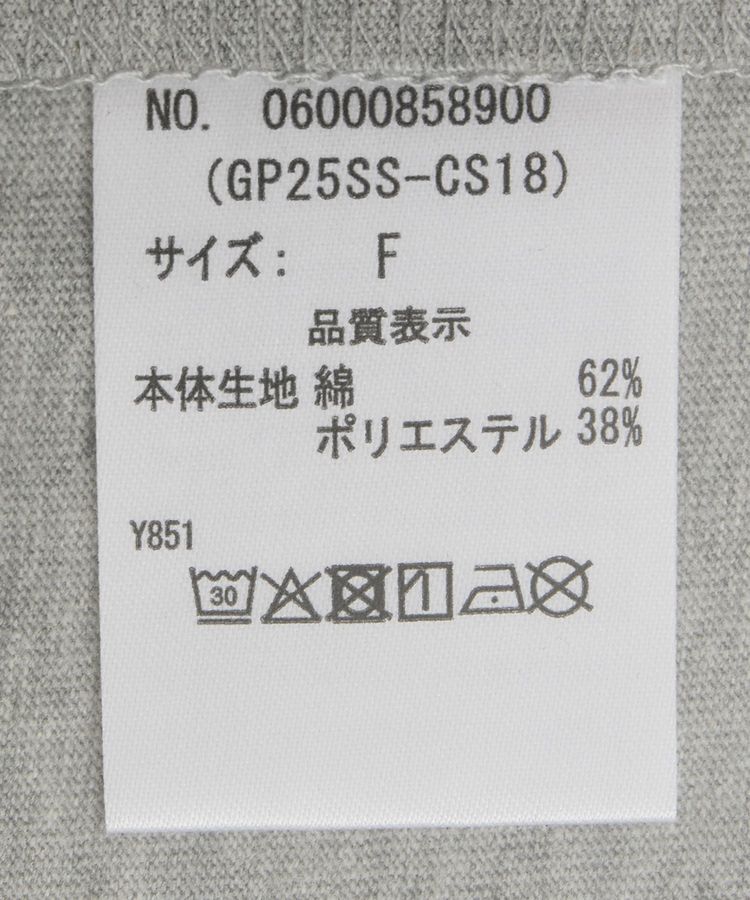 NO. 06000858900
(GP25SS-CS18)
サイズ: F
品質表示
本体生地 綿 62%
ポリエステル 38%
Y851
30